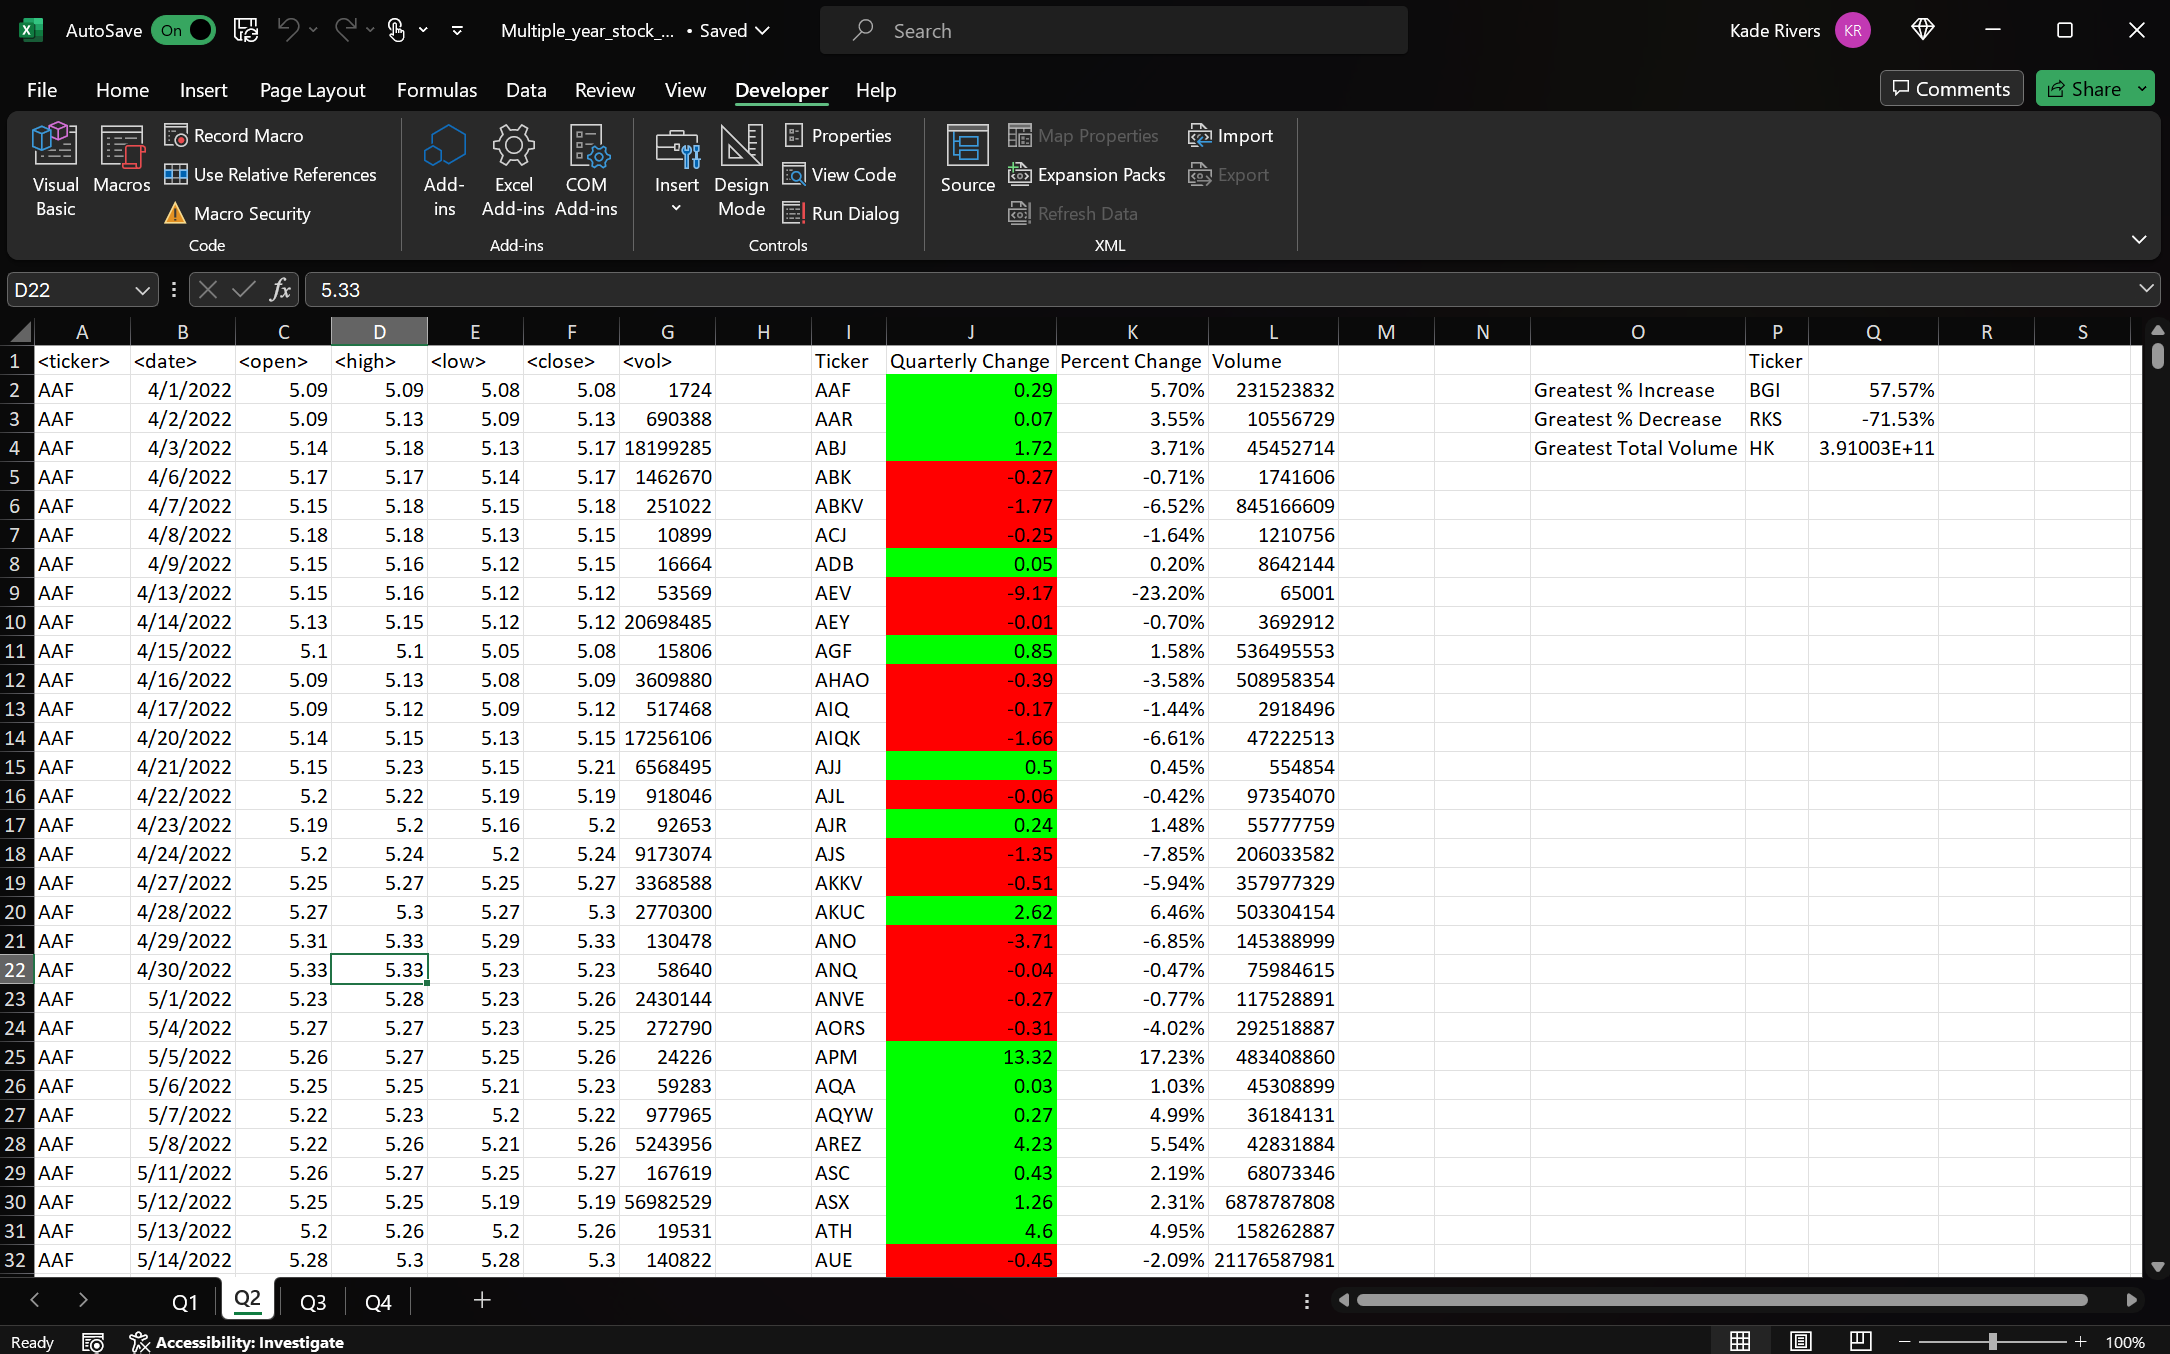 AutoSave On Multiple_year_stock_... • Saved Search Kade Rivers KR
File Home Insert Page Layout Formulas Data Review View Developer Help Comments Share
Visual Basic Macros Record Macro Use Relative References Macro Security Code
Add-ins Excel Add-ins COM Add-ins Add-ins
Insert Design Mode Properties View Code Run Dialog Controls
Source Map Properties Expansion Packs Refresh Data Import Export XML
D22 fx 5.33
A B C D E F G H I J K L M N O P Q R S
1 <ticker> <date> <open> <high> <low> <close> <vol> Ticker Quarterly Change Percent Change Volume Ticker
2 AAF 4/1/2022 5.09 5.09 5.08 5.08 1724 AAF 0.29 5.70% 231523832 Greatest % Increase BGI 57.57%
3 AAF 4/2/2022 5.09 5.13 5.09 5.13 690388 AAR 0.07 3.55% 10556729 Greatest % Decrease RKS -71.53%
4 AAF 4/3/2022 5.14 5.18 5.13 5.17 18199285 ABJ 1.72 3.71% 45452714 Greatest Total Volume HK 3.91003E+11
5 AAF 4/6/2022 5.17 5.17 5.14 5.17 1462670 ABK -0.27 -0.71% 1741606
6 AAF 4/7/2022 5.15 5.18 5.15 5.18 251022 ABKV -1.77 -6.52% 845166609
7 AAF 4/8/2022 5.18 5.18 5.13 5.15 10899 ACJ -0.25 -1.64% 1210756
8 AAF 4/9/2022 5.15 5.16 5.12 5.15 16664 ADB 0.05 0.20% 8642144
9 AAF 4/13/2022 5.15 5.16 5.12 5.12 53569 AEV -9.17 -23.20% 65001
10 AAF 4/14/2022 5.13 5.15 5.12 5.12 20698485 AEY -0.01 -0.70% 3692912
11 AAF 4/15/2022 5.1 5.1 5.05 5.08 15806 AGF 0.85 1.58% 536495553
12 AAF 4/16/2022 5.09 5.13 5.08 5.09 3609880 AHAO -0.39 -3.58% 508958354
13 AAF 4/17/2022 5.09 5.12 5.09 5.12 517468 AIQ -0.17 -1.44% 2918496
14 AAF 4/20/2022 5.14 5.15 5.13 5.15 17256106 AIQK -1.66 -6.61% 47222513
15 AAF 4/21/2022 5.15 5.23 5.15 5.21 6568495 AJJ 0.5 0.45% 554854
16 AAF 4/22/2022 5.2 5.22 5.19 5.19 918046 AJL -0.06 -0.42% 97354070
17 AAF 4/23/2022 5.19 5.2 5.16 5.2 92653 AJR 0.24 1.48% 55777759
18 AAF 4/24/2022 5.2 5.24 5.2 5.24 9173074 AJS -1.35 -7.85% 206033582
19 AAF 4/27/2022 5.25 5.27 5.25 5.27 3368588 AKKV -0.51 -5.94% 357977329
20 AAF 4/28/2022 5.27 5.3 5.27 5.3 2770300 AKUC 2.62 6.46% 503304154
21 AAF 4/29/2022 5.31 5.33 5.29 5.33 130478 ANO -3.71 -6.85% 145388999
22 AAF 4/30/2022 5.33 5.33 5.23 5.23 58640 ANQ -0.04 -0.47% 75984615
23 AAF 5/1/2022 5.23 5.28 5.23 5.26 2430144 ANVE -0.27 -0.77% 117528891
24 AAF 5/4/2022 5.27 5.27 5.23 5.25 272790 AORS -0.31 -4.02% 292518887
25 AAF 5/5/2022 5.26 5.27 5.25 5.26 24226 APM 13.32 17.23% 483408860
26 AAF 5/6/2022 5.25 5.25 5.21 5.23 59283 AQA 0.03 1.03% 45308899
27 AAF 5/7/2022 5.22 5.23 5.2 5.22 977965 AQYW 0.27 4.99% 36184131
28 AAF 5/8/2022 5.22 5.26 5.21 5.26 5243956 AREZ 4.23 5.54% 42831884
29 AAF 5/11/2022 5.26 5.27 5.25 5.27 167619 ASC 0.43 2.19% 68073346
30 AAF 5/12/2022 5.25 5.25 5.19 5.19 56982529 ASX 1.26 2.31% 6878787808
31 AAF 5/13/2022 5.2 5.26 5.2 5.26 19531 ATH 4.6 4.95% 158262887
32 AAF 5/14/2022 5.28 5.3 5.28 5.3 140822 AUE -0.45 -2.09% 21176587981
Q1 Q2 Q3 Q4
Ready Accessibility: Investigate 100%